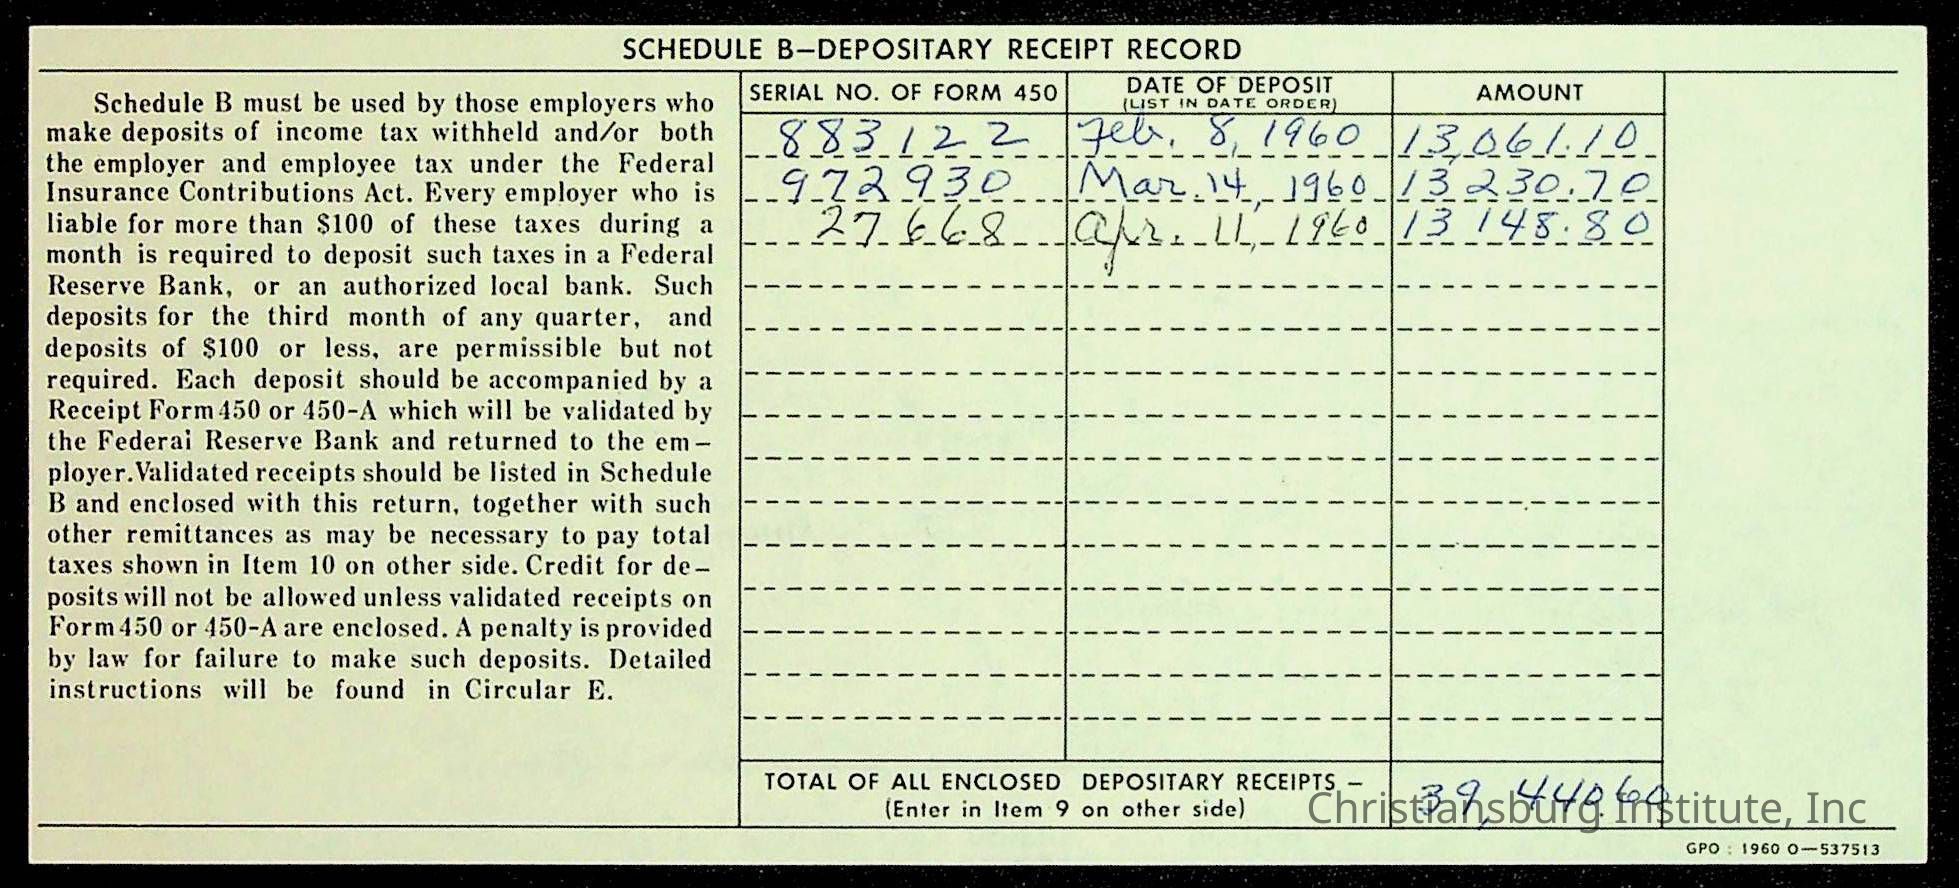 SCHEDULE B—DEPOSITARY RECEIPT RECORD
Schedule B must be used by those employers who
make deposits of income tax withheld and/or both
the employer and employee tax under the Federal
Insurance Contributions Act. Every employer who is
liable for more than $100 of these taxes during a
month is required to deposit such taxes in a Federal
Reserve Bank, or an authorized local bank. Such
deposits for the third month of any quarter, and
deposits of $100 or less, are permissible but not
required. Each deposit should be accompanied by a
Receipt Form 450 or 450-A which will be validated by
the Federal Reserve Bank and returned to the em-
ployer. Validated receipts should be listed in Schedule
B and enclosed with this return, together with such
other remittances as may be necessary to pay total
taxes shown in Item 10 on other side. Credit for de-
posits will not be allowed unless validated receipts on
Form 450 or 450-A are enclosed. A penalty is provided
by law for failure to make such deposits. Detailed
instructions will be found in Circular E.
SERIAL NO. OF FORM 450 DATE OF DEPOSIT (LIST IN DATE ORDER) AMOUNT
883122 Feb. 8, 1960 13,061.10
972930 Mar. 14, 1960 13 230.70
27668 Apr. 11, 1960 13 148.80
TOTAL OF ALL ENCLOSED DEPOSITARY RECEIPTS — 39,440.60
(Enter in Item 9 on other side)
Christiansburg Institute, Inc
GPO : 1960 O—537513